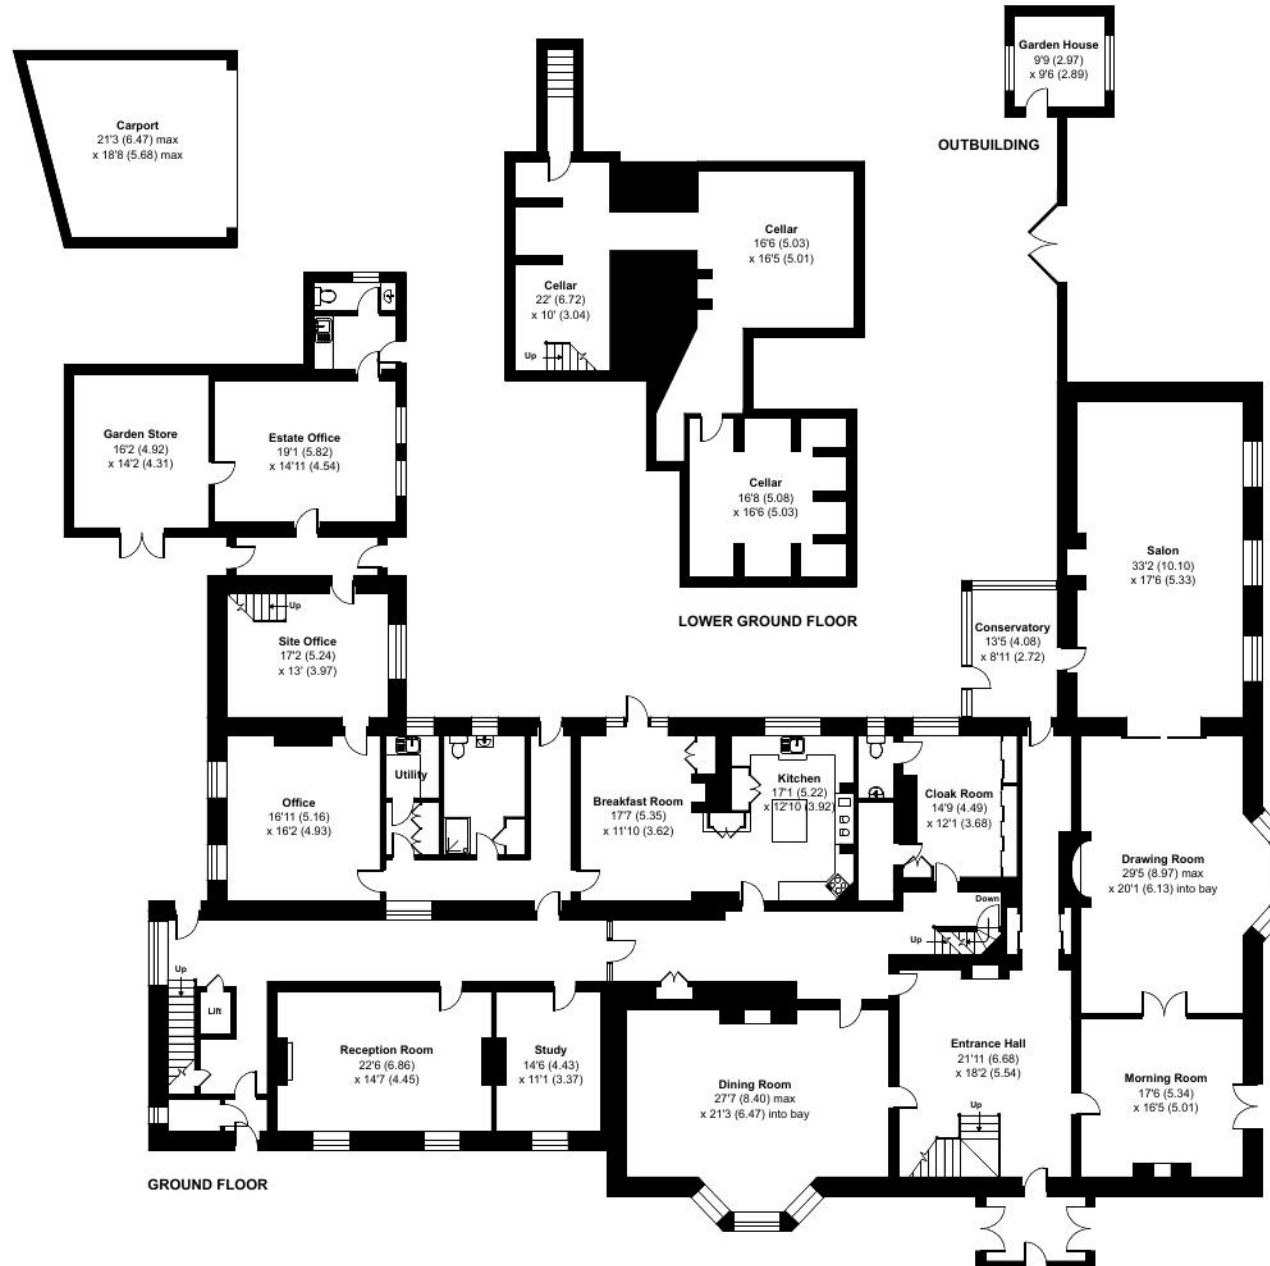 Garden House
9'9 (2.97)
x 9'6 (2.89)
OUTBUILDING
Carport
21'3 (6.47) max
x 18'8 (5.68) max
Cellar
16'6 (5.03)
x 16'5 (5.01)
Cellar
22' (6.72)
x 10' (3.04)
Up
Garden Store
16'2 (4.92)
x 14'2 (4.31)
Estate Office
19'1 (5.82)
x 14'11 (4.54)
Cellar
16'8 (5.08)
x 16'6 (5.03)
LOWER GROUND FLOOR
Salon
33'2 (10.10)
x 17'6 (5.33)
Up
Site Office
17'2 (5.24)
x 13' (3.97)
Conservatory
13'5 (4.08)
x 8'11 (2.72)
Utility
Office
16'11 (5.16)
x 16'2 (4.93)
Breakfast Room
17'7 (5.35)
x 11'10 (3.62)
Kitchen
17'1 (5.22)
x 12'10 (3.92)
Cloak Room
14'9 (4.49)
x 12'1 (3.68)
Drawing Room
29'5 (8.97) max
x 20'1 (6.13) into bay
Down
Up
Up
Lift
Reception Room
22'6 (6.86)
x 14'7 (4.45)
Study
14'6 (4.43)
x 11'1 (3.37)
Dining Room
27'7 (8.40) max
x 21'3 (6.47) into bay
Entrance Hall
21'11 (6.68)
x 18'2 (5.54)
Up
Morning Room
17'6 (5.34)
x 16'5 (5.01)
GROUND FLOOR